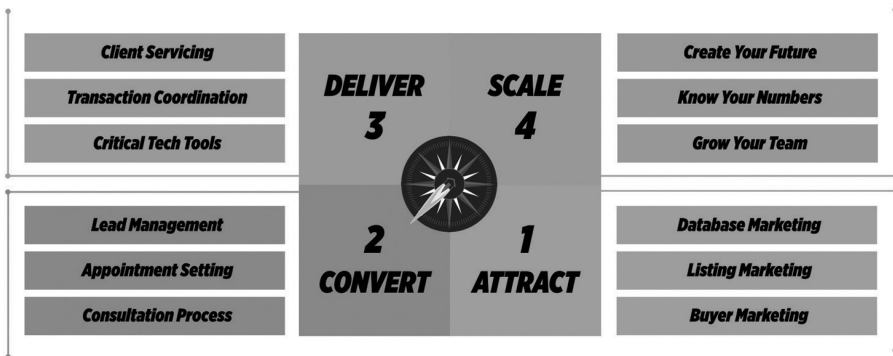 Client Servicing
Transaction Coordination
Critical Tech Tools
DELIVER
3
SCALE
4
Create Your Future
Know Your Numbers
Grow Your Team
Lead Management
Appointment Setting
Consultation Process
2
CONVERT
1
ATTRACT
Database Marketing
Listing Marketing
Buyer Marketing